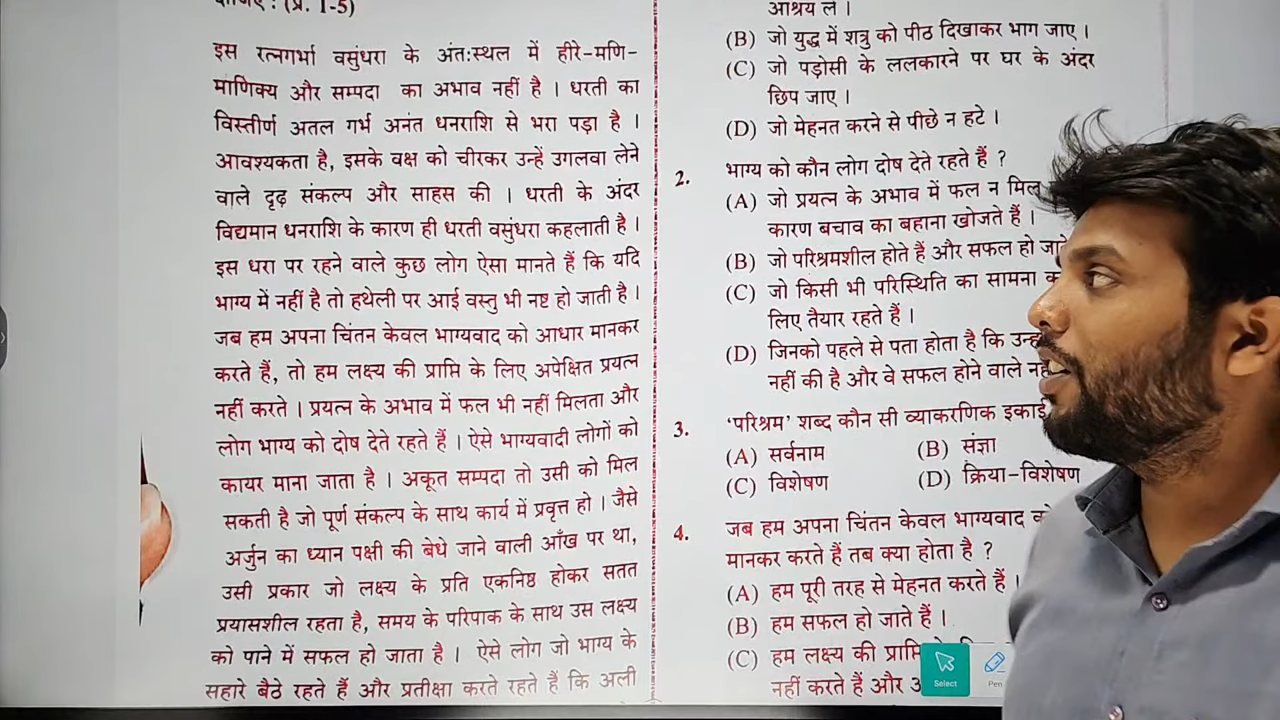 दीजिए : (प्र. 1-5)
इस रत्नगर्भा वसुंधरा के अंत:स्थल में हीरे-मणि-
माणिक्य और सम्पदा का अभाव नहीं है । धरती का
विस्तीर्ण अतल गर्भ अनंत धनराशि से भरा पड़ा है ।
आवश्यकता है, इसके वक्ष को चीरकर उन्हें उगलवा लेने
वाले दृढ़ संकल्प और साहस की । धरती के अंदर
विद्यमान धनराशि के कारण ही धरती वसुंधरा कहलाती है ।
इस धरा पर रहने वाले कुछ लोग ऐसा मानते हैं कि यदि
भाग्य में नहीं है तो हथेली पर आई वस्तु भी नष्ट हो जाती है ।
जब हम अपना चिंतन केवल भाग्यवाद को आधार मानकर
करते हैं, तो हम लक्ष्य की प्राप्ति के लिए अपेक्षित प्रयत्न
नहीं करते । प्रयत्न के अभाव में फल भी नहीं मिलता और
लोग भाग्य को दोष देते रहते हैं । ऐसे भाग्यवादी लोगों को
कायर माना जाता है । अकूत सम्पदा तो उसी को मिल
सकती है जो पूर्ण संकल्प के साथ कार्य में प्रवृत्त हो । जैसे
अर्जुन का ध्यान पक्षी की बेधे जाने वाली आँख पर था,
उसी प्रकार जो लक्ष्य के प्रति एकनिष्ठ होकर सतत
प्रयासशील रहता है, समय के परिपाक के साथ उस लक्ष्य
को पाने में सफल हो जाता है । ऐसे लोग जो भाग्य के
सहारे बैठे रहते हैं और प्रतीक्षा करते रहते हैं कि अली
आश्रय ले ।
(B) जो युद्ध में शत्रु को पीठ दिखाकर भाग जाए ।
(C) जो पड़ोसी के ललकारने पर घर के अंदर
छिप जाए ।
(D) जो मेहनत करने से पीछे न हटे ।
2. भाग्य को कौन लोग दोष देते रहते हैं ?
(A) जो प्रयत्न के अभाव में फल न मिल
कारण बचाव का बहाना खोजते हैं ।
(B) जो परिश्रमशील होते हैं और सफल हो
(C) जो किसी भी परिस्थिति का सामना
लिए तैयार रहते हैं ।
(D) जिनको पहले से पता होता है कि
नहीं की है और वे सफल होने वाले
3. ‘परिश्रम’ शब्द कौन सी व्याकरणिक इकाई
(A) सर्वनाम (B) संज्ञा
(C) विशेषण (D) क्रिया-विशेषण
4. जब हम अपना चिंतन केवल भाग्यवाद
मानकर करते हैं तब क्या होता है ?
(A) हम पूरी तरह से मेहनत करते हैं ।
(B) हम सफल हो जाते हैं ।
(C) हम लक्ष्य की
नहीं करते हैं और
Select Pen